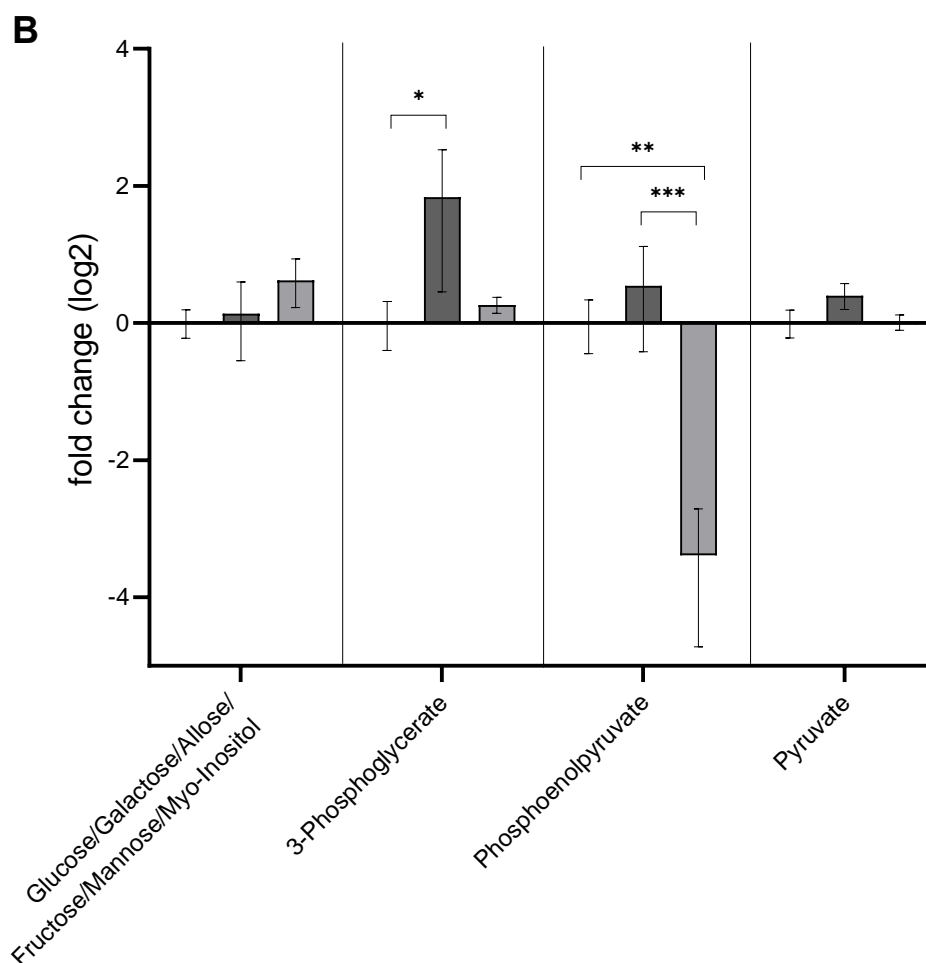 B
4
2
0
-2
-4
fold change (log2)
*
**
***
Glucose/Galactose/Allose/
Fructose/Mannose/Myo-Inositol
3-Phosphoglycerate
Phosphoenolpyruvate
Pyruvate